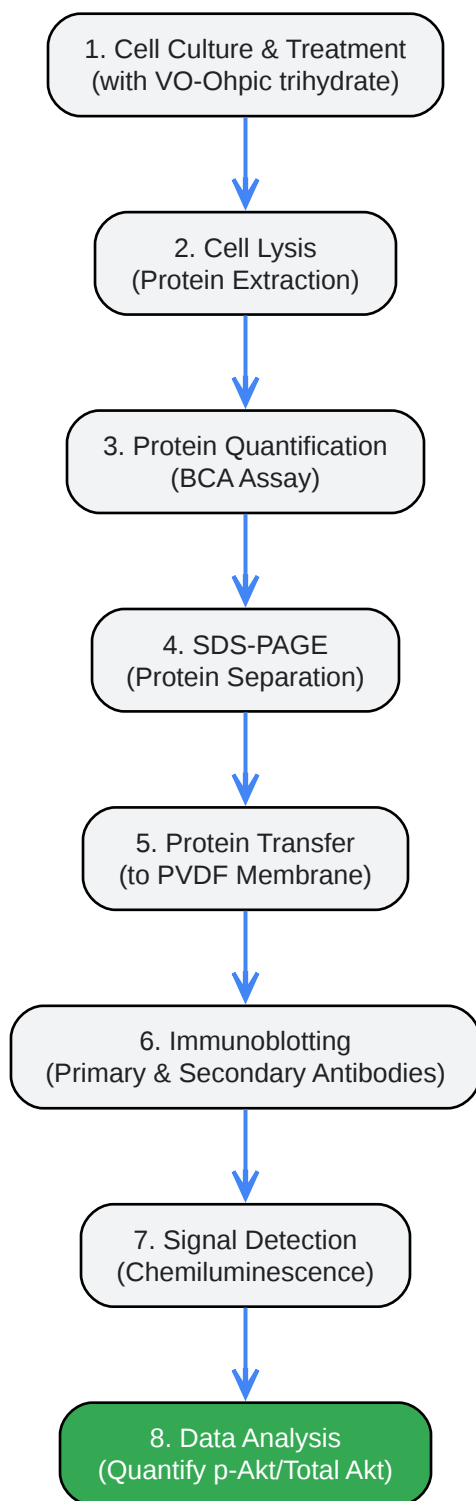 1. Cell Culture & Treatment
(with VO-Ohpic trihydrate)
2. Cell Lysis
(Protein Extraction)
3. Protein Quantification
(BCA Assay)
4. SDS-PAGE
(Protein Separation)
5. Protein Transfer
(to PVDF Membrane)
6. Immunoblotting
(Primary & Secondary Antibodies)
7. Signal Detection
(Chemiluminescence)
8. Data Analysis
(Quantify p-Akt/Total Akt)